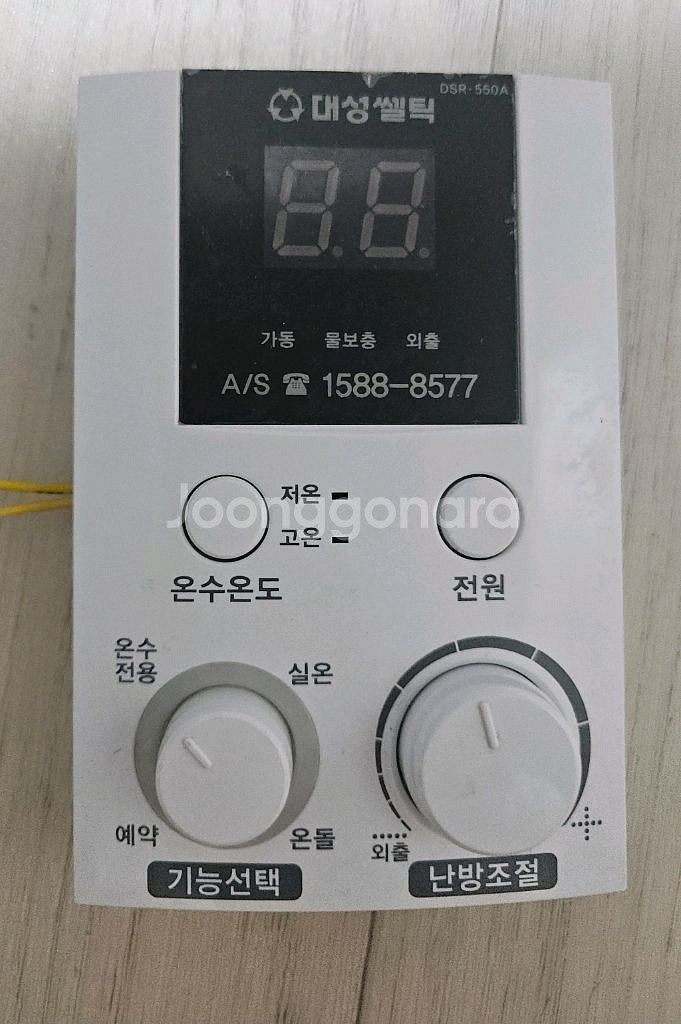 DSR-550A
대성쎌틱
88
가동 물보충 외출
A/S ☎ 1588-8577
저온
고온
온수온도
전원
Joonggonara
온수
전용
실온
예약
온돌
외출
기능선택
난방조절